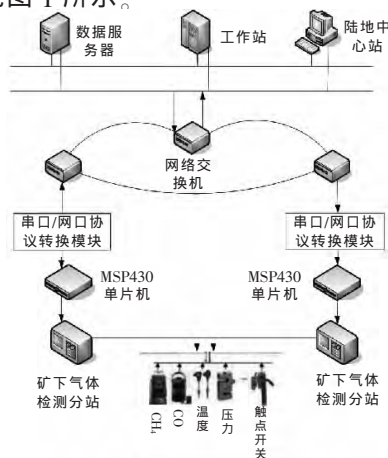 图1所示。
数据服
务器
工作站
陆地中
心站
网络交
换机
串口/网口协
议转换模块
串口/网口协
议转换模块
MSP430
单片机
MSP430
单片机
矿下气体
检测分站
矿下气体
检测分站
CH₄
CO
温度
压力
触点开关